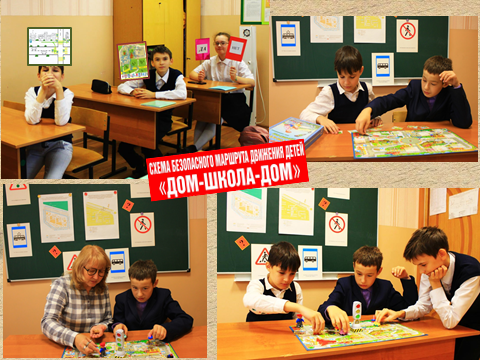 СХЕМА БЕЗОПАСНОГО МАРШРУТА ДВИЖЕНИЯ ДЕТЕЙ
«ДОМ-ШКОЛА-ДОМ»